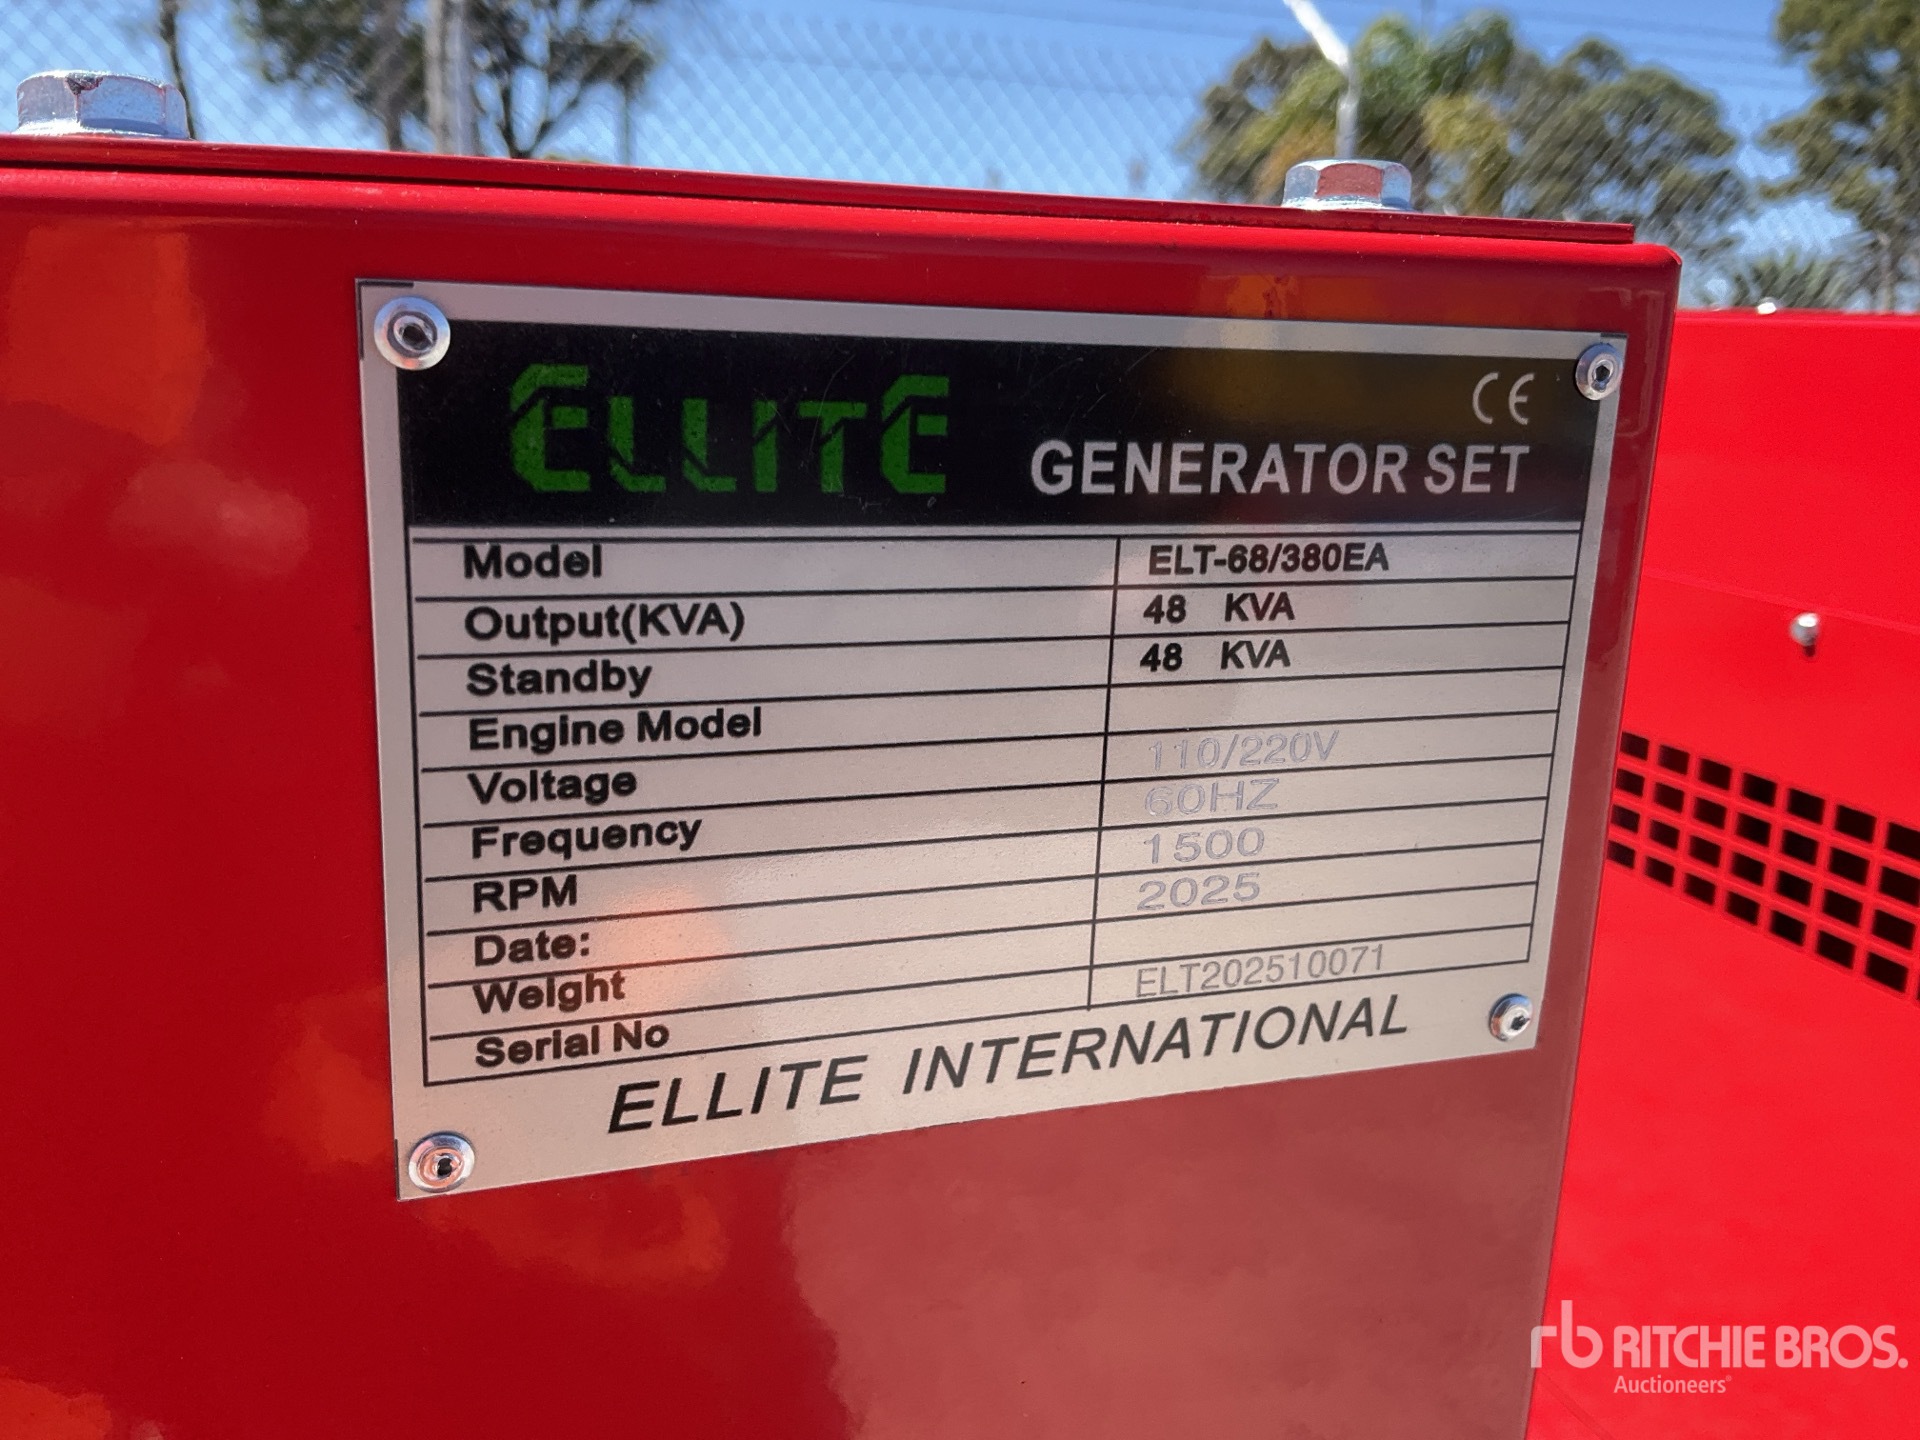 ELLITE
CE
GENERATOR SET
Model ELT-68/380EA
Output(KVA) 48 KVA
Standby 48 KVA
Engine Model
Voltage 110/220V
Frequency 60HZ
RPM 1500
Date: 2025
Weight
Serial No ELT202510071
ELLITE INTERNATIONAL
rb RITCHIE BROS.
Auctioneers